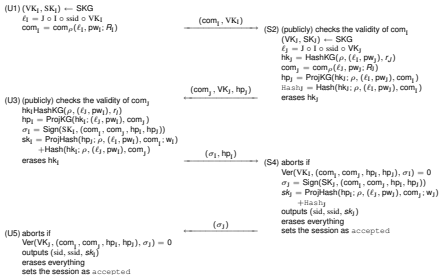 (U1) (VK_I, SK_I) ← SKG
ℓ_I = J ∘ I ∘ ssid ∘ VK_I
com_I = com_ρ(ℓ_I, pw_I; R_I)
(com_I, VK_I)
(S2) (publicly) checks the validity of com_I
(VK_J, SK_J) ← SKG
ℓ_J = J ∘ I ∘ ssid ∘ VK_J
hk_J = HashKG(ρ, (ℓ_I, pw_J), r_J)
com_J = com_ρ(ℓ_J, pw_J; R_J)
hp_J = ProjKG(hk_J; ρ, (ℓ_I, pw_J), com_I)
Hash_J = Hash(hk_J; ρ, (ℓ_I, pw_J), com_I)
erases hk_J
(com_J, VK_J, hp_J)
(U3) (publicly) checks the validity of com_J
hk_I HashKG(ρ, (ℓ_J, pw_I), r_I)
hp_I = ProjKG(hk_I; ρ, (ℓ_J, pw_I), com_J)
σ_I = Sign(SK_I, (com_I, com_J, hp_I, hp_J))
sk_I = ProjHash(hp_J; ρ, (ℓ_I, pw_I), com_I; w_I)
+Hash(hk_I; ρ, (ℓ_J, pw_I), com_J)
erases hk_I
(σ_I, hp_I)
(S4) aborts if
Ver(VK_I, (com_I, com_J, hp_I, hp_J), σ_I) = 0
σ_J = Sign(SK_J, (com_I, com_J, hp_I, hp_J))
sk_J = ProjHash(hp_I; ρ, (ℓ_J, pw_J), com_J; w_J)
+Hash_J
outputs (sid, ssid, sk_J)
erases everything
sets the session as accepted
(σ_J)
(U5) aborts if
Ver(VK_J, (com_I, com_J, hp_I, hp_J), σ_J) = 0
outputs (sid, ssid, sk_I)
erases everything
sets the session as accepted